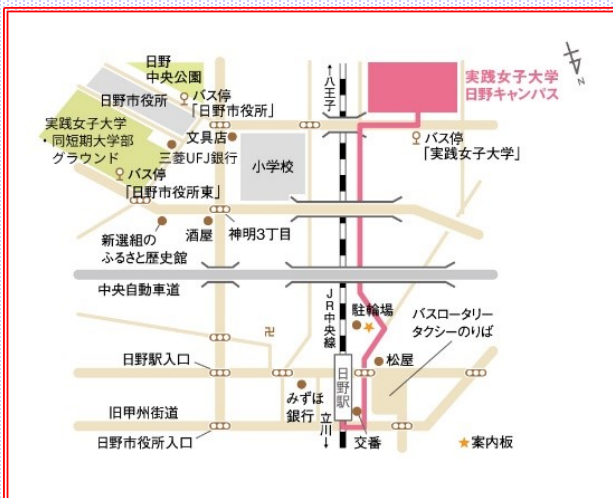 日野
中央公園
日野市役所
バス停
「日野市役所」
実践女子大学
・同短期大学部
グラウンド
文具店
三菱UFJ銀行
バス停
「日野市役所東」
小学校
←八王子
実践女子大学
日野キャンパス
N
バス停
「実践女子大学」
新選組の
ふるさと歴史館
酒屋
神明3丁目
中央自動車道
JR中央線
駐輪場
バスロータリー
タクシーのりば
卍
日野駅入口
松屋
日野駅
みずほ
銀行
旧甲州街道
立川→
日野市役所入口
交番
★案内板